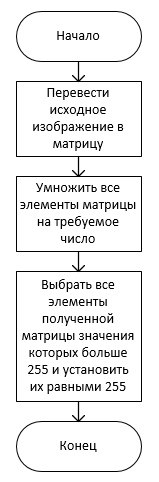 Начало
Перевести
исходное
изображение в
матрицу
Умножить все
элементы матрицы
на требуемое
число
Выбрать все
элементы
полученной
матрицы значения
которых больше
255 и установить
их равными 255
Конец